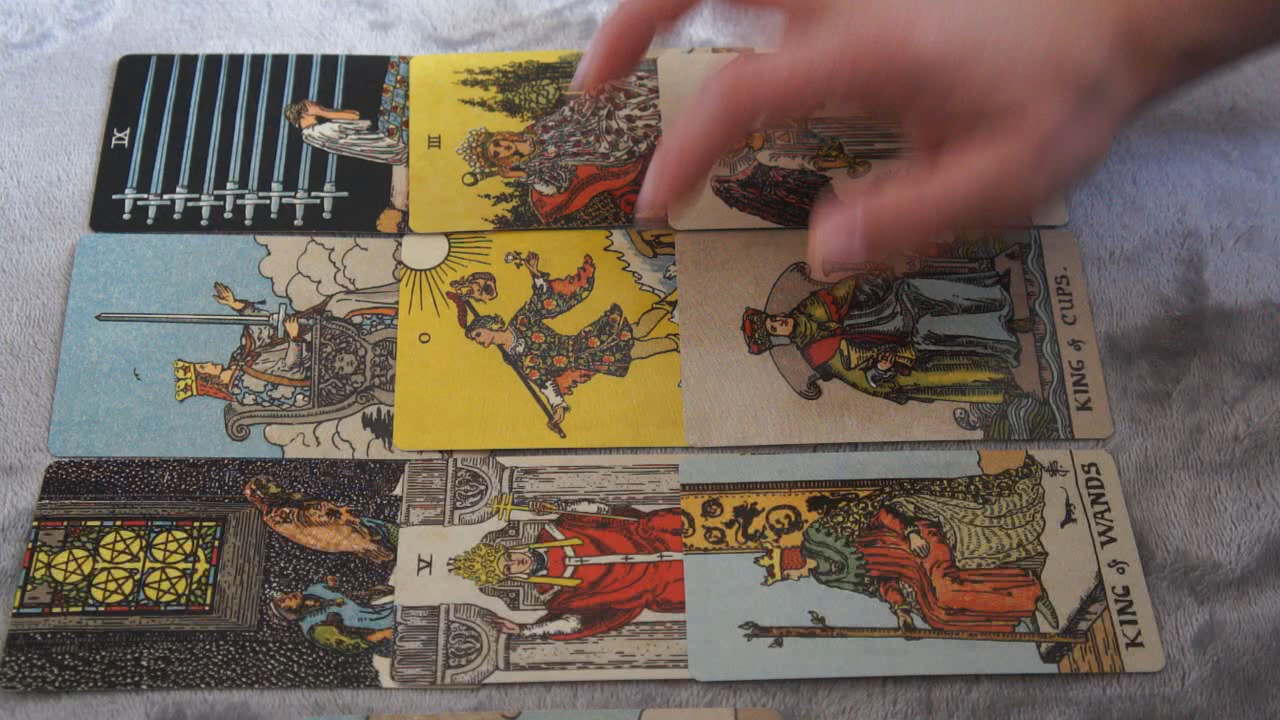 IX
III
0
KING of CUPS.
V
KING of WANDS